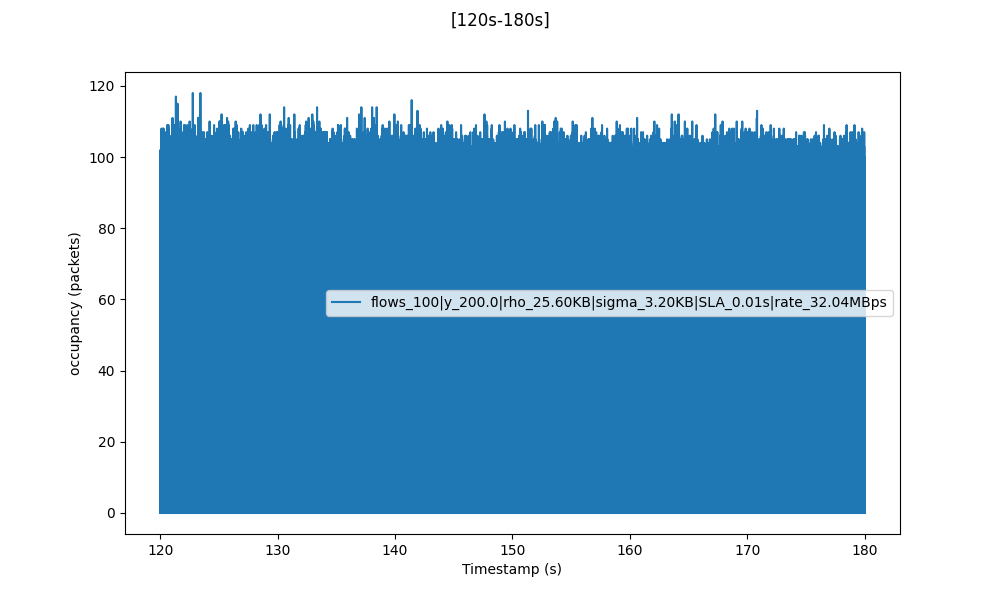 [120s-180s]
120
100
80
60
40
20
0
occupancy (packets)
flows_100|y_200.0|rho_25.60KB|sigma_3.20KB|SLA_0.01s|rate_32.04MBps
120 130 140 150 160 170 180
Timestamp (s)